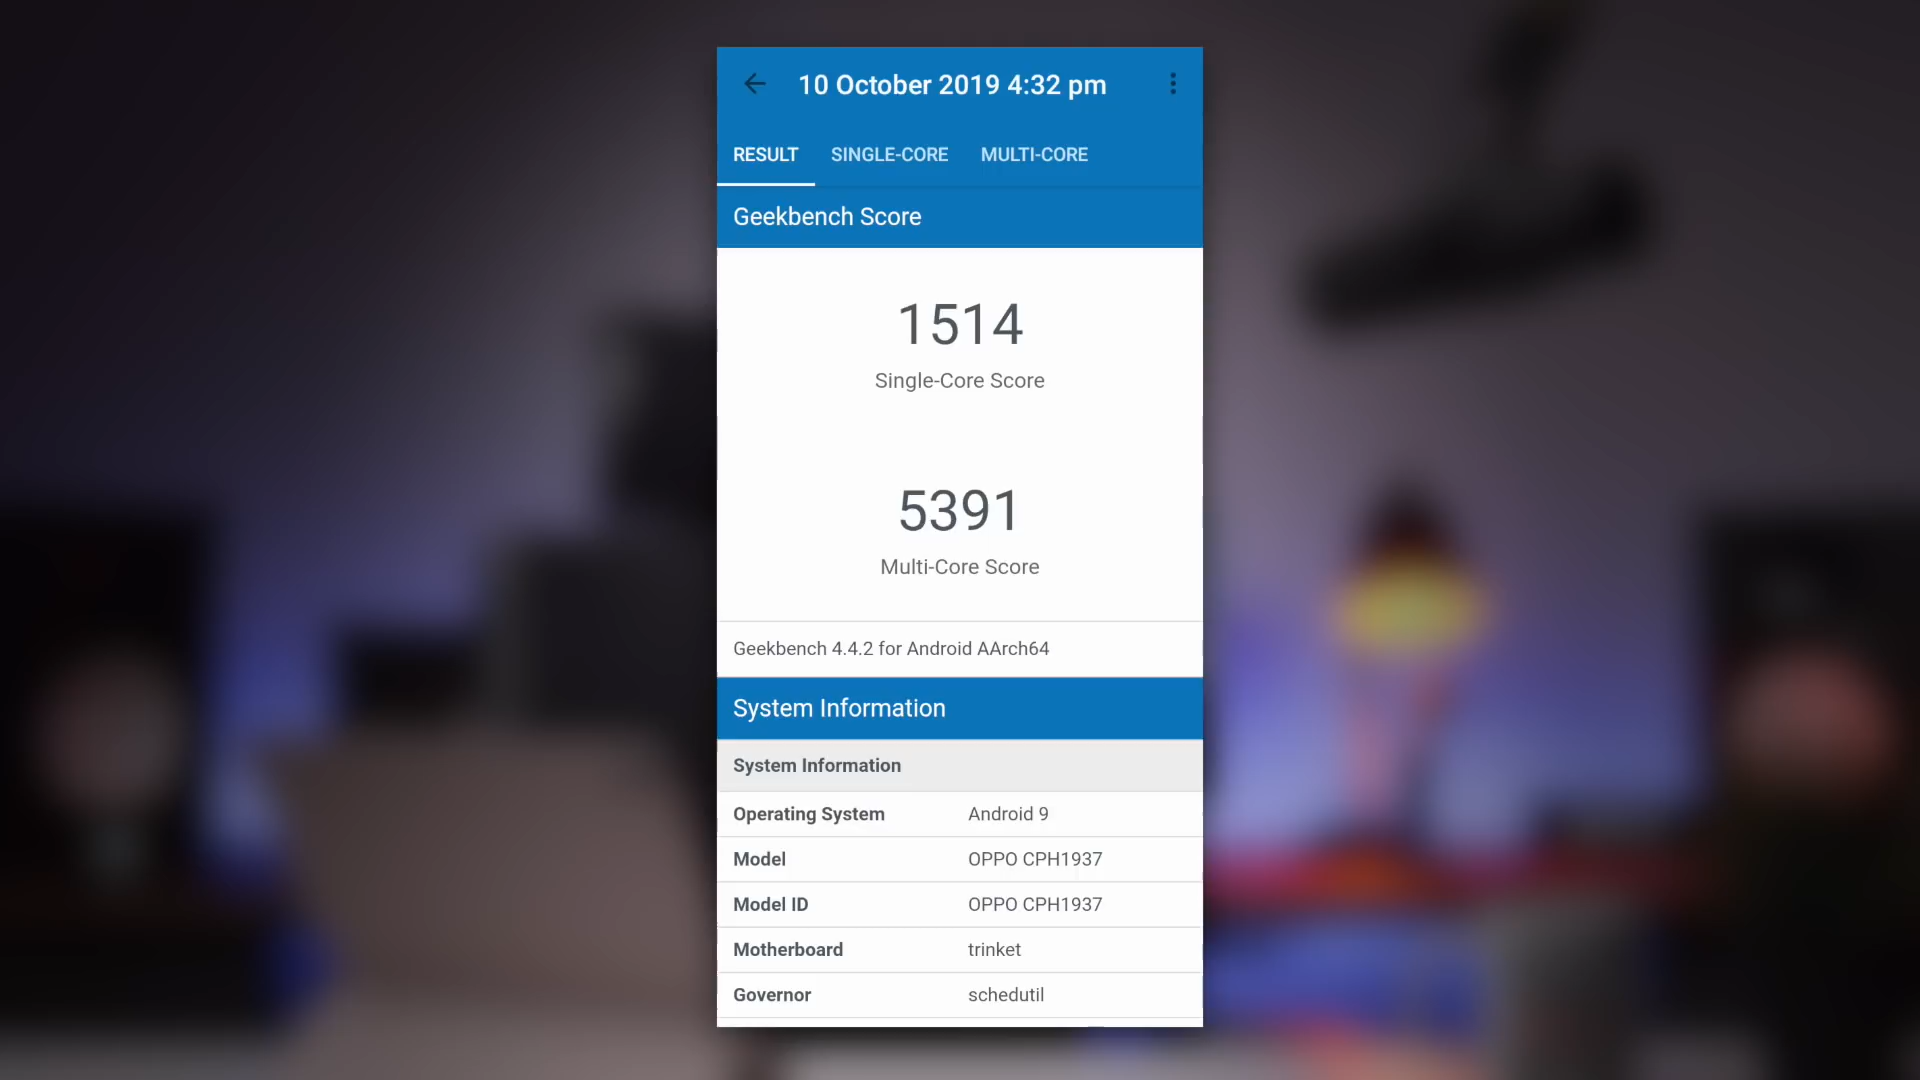 10 October 2019 4:32 pm
RESULT SINGLE-CORE MULTI-CORE
Geekbench Score
1514
Single-Core Score
5391
Multi-Core Score
Geekbench 4.4.2 for Android AArch64
System Information
System Information
Operating System Android 9
Model OPPO CPH1937
Model ID OPPO CPH1937
Motherboard trinket
Governor schedutil